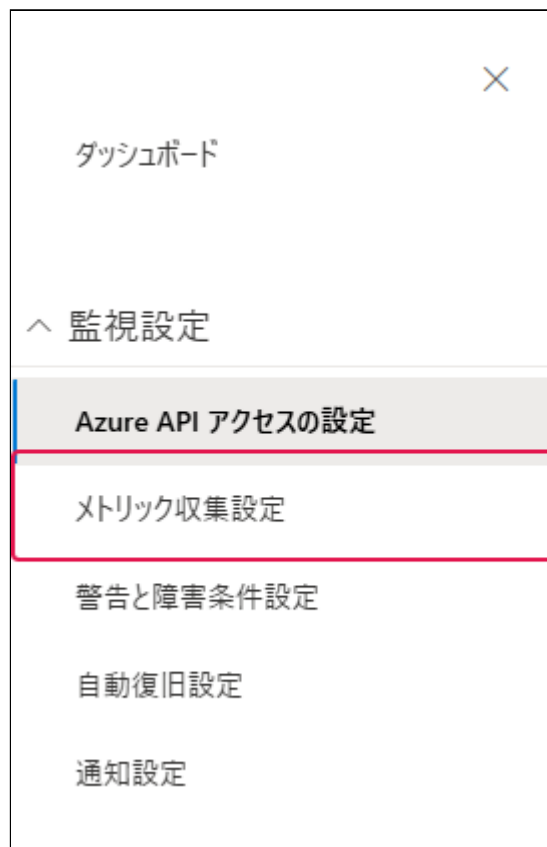 ダッシュボード
監視設定
Azure API アクセスの設定
メトリック収集設定
警告と障害条件設定
自動復旧設定
通知設定